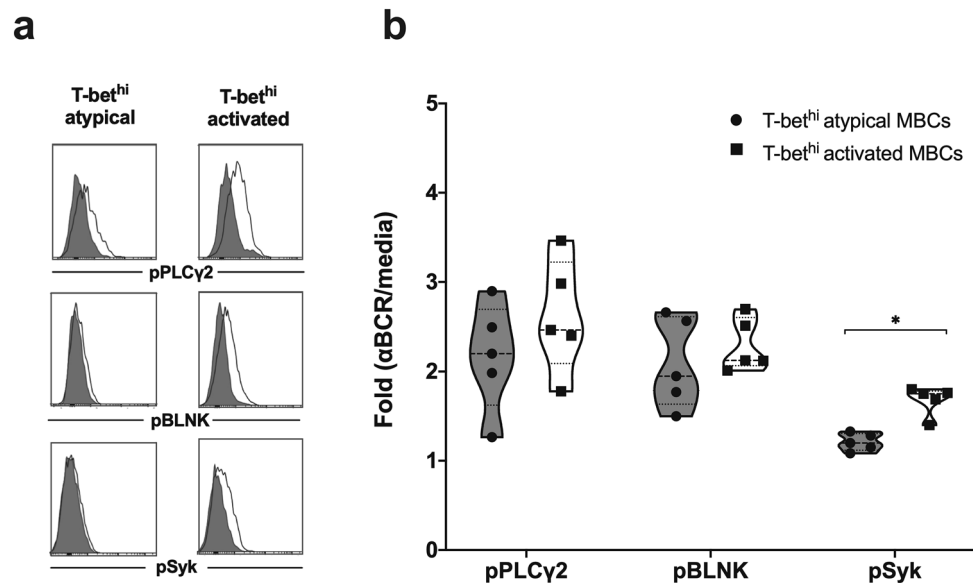 a
b
T-bet^hi atypical
T-bet^hi activated
pPLCγ2
pBLNK
pSyk
5
4
3
2
1
0
Fold (αBCR/media)
T-bet^hi atypical MBCs
T-bet^hi activated MBCs
*
pPLCγ2
pBLNK
pSyk